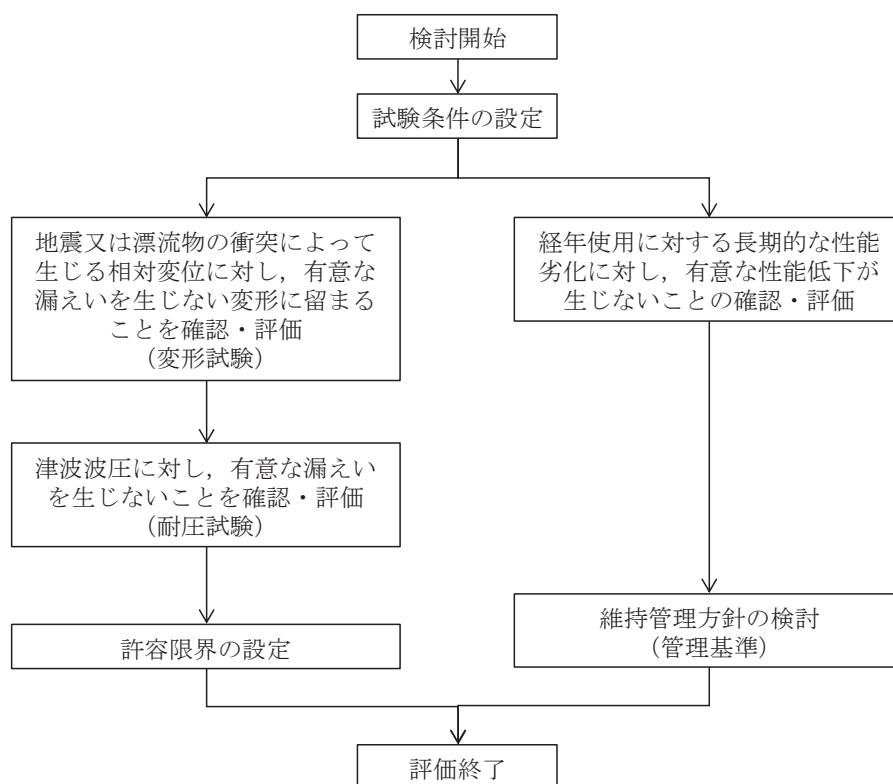 検討開始
試験条件の設定
地震又は漂流物の衝突によって
生じる相対変位に対し，有意な
漏えいを生じない変形に留まる
ことを確認・評価
（変形試験）
津波波圧に対し，有意な漏えい
を生じないことを確認・評価
（耐圧試験）
許容限界の設定
経年使用に対する長期的な性能
劣化に対し，有意な性能低下が
生じないことの確認・評価
維持管理方針の検討
（管理基準）
評価終了